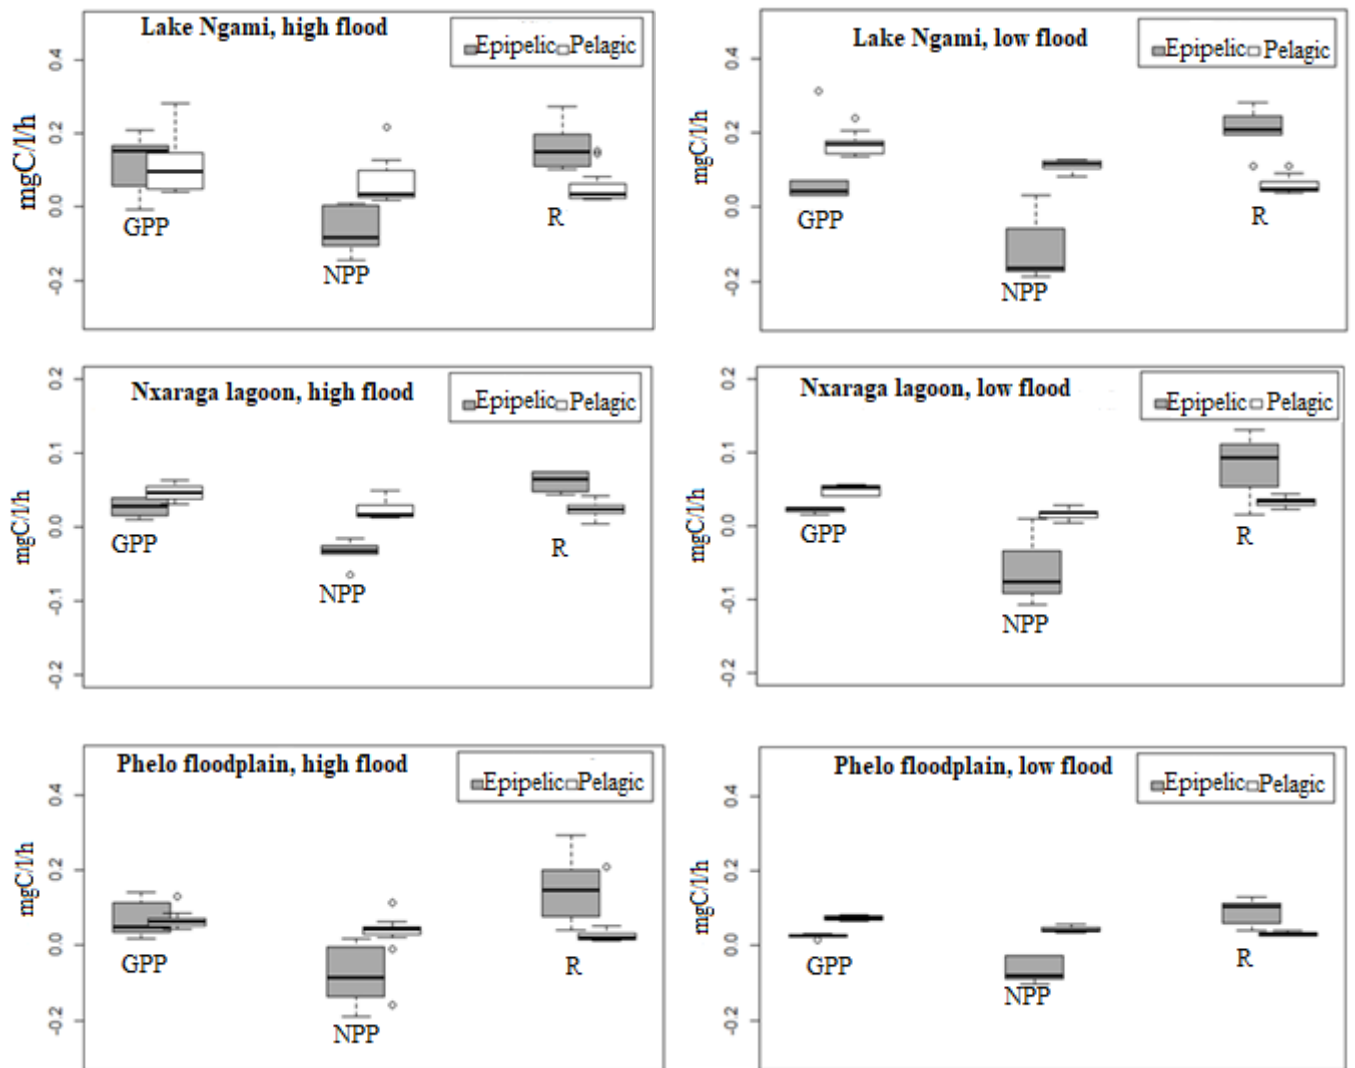 Lake Ngami, high flood
Epipelic Pelagic
mgC/l/h
0.4
0.2
0.0
-0.2
GPP
NPP
R
Lake Ngami, low flood
Epipelic Pelagic
mgC/l/h
0.4
0.2
0.0
-0.2
GPP
NPP
R
Nxaraga lagoon, high flood
Epipelic Pelagic
mgC/l/h
0.2
0.1
0.0
-0.1
-0.2
GPP
NPP
R
Nxaraga lagoon, low flood
Epipelic Pelagic
mgC/l/h
0.2
0.1
0.0
-0.1
-0.2
GPP
NPP
R
Phelo floodplain, high flood
Epipelic Pelagic
mgC/l/h
0.4
0.2
0.0
-0.2
GPP
NPP
R
Phelo floodplain, low flood
Epipelic Pelagic
mgC/l/h
0.4
0.2
0.0
-0.2
GPP
NPP
R